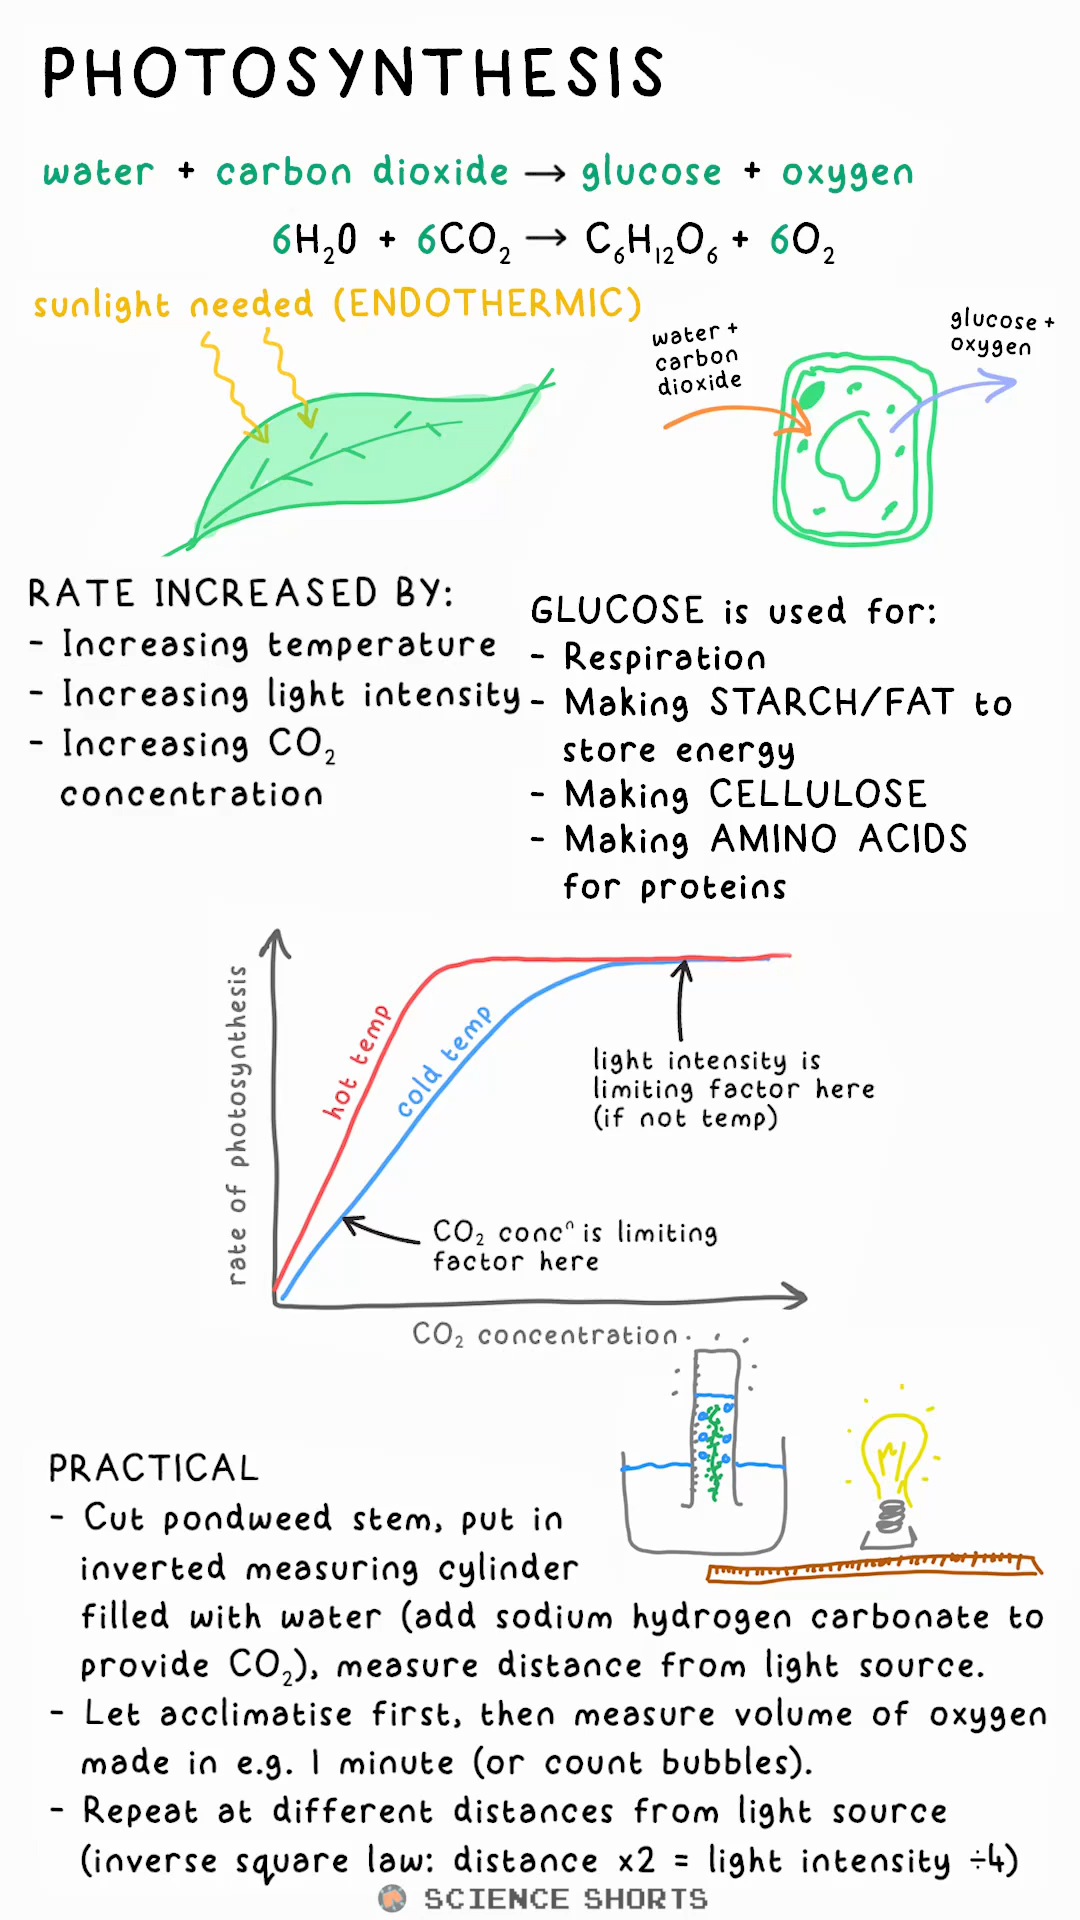 PHOTOSYNTHESIS
water + carbon dioxide → glucose + oxygen
6H₂O + 6CO₂ → C₆H₁₂O₆ + 6O₂
sunlight needed (ENDOTHERMIC)
water +
carbon
dioxide
glucose +
oxygen
RATE INCREASED BY:
- Increasing temperature
- Increasing light intensity
- Increasing CO₂
concentration
GLUCOSE is used for:
- Respiration
- Making STARCH/FAT to
store energy
- Making CELLULOSE
- Making AMINO ACIDS
for proteins
rate of photosynthesis
hot temp
cold temp
light intensity is
limiting factor here
(if not temp)
CO₂ concⁿ is limiting
factor here
CO₂ concentration
PRACTICAL
- Cut pondweed stem, put in
inverted measuring cylinder
filled with water (add sodium hydrogen carbonate to
provide CO₂), measure distance from light source.
- Let acclimatise first, then measure volume of oxygen
made in e.g. 1 minute (or count bubbles).
- Repeat at different distances from light source
(inverse square law: distance x2 = light intensity ÷4)
SCIENCE SHORTS